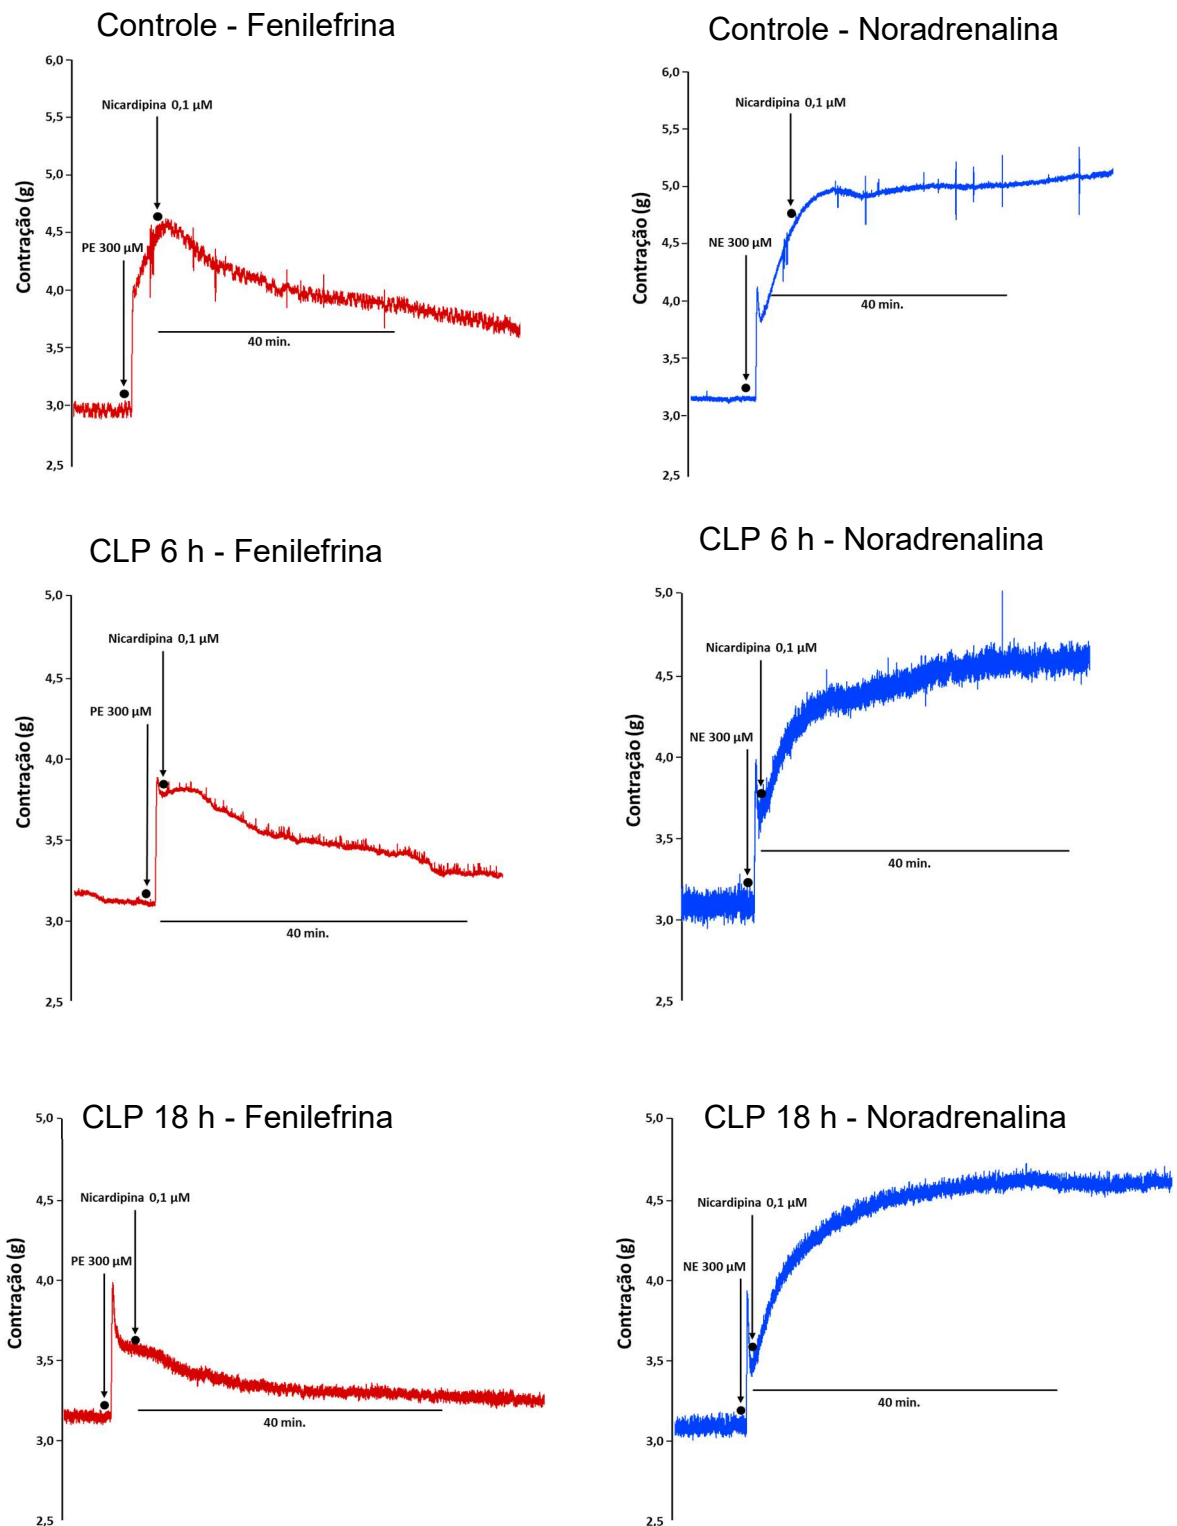 Controle - Fenilefrina
6,0
5,5
5,0
4,5
4,0
3,5
3,0
2,5
Contração (g)
Nicardipina 0,1 µM
PE 300 µM
40 min.
Controle - Noradrenalina
6,0
5,5
5,0
4,5
4,0
3,5
3,0
2,5
Contração (g)
Nicardipina 0,1 µM
NE 300 µM
40 min.
CLP 6 h - Fenilefrina
5,0
4,5
4,0
3,5
3,0
2,5
Contração (g)
Nicardipina 0,1 µM
PE 300 µM
40 min.
CLP 6 h - Noradrenalina
5,0
4,5
4,0
3,5
3,0
2,5
Contração (g)
Nicardipina 0,1 µM
NE 300 µM
40 min.
CLP 18 h - Fenilefrina
5,0
4,5
4,0
3,5
3,0
2,5
Contração (g)
Nicardipina 0,1 µM
PE 300 µM
40 min.
CLP 18 h - Noradrenalina
5,0
4,5
4,0
3,5
3,0
2,5
Contração (g)
Nicardipina 0,1 µM
NE 300 µM
40 min.